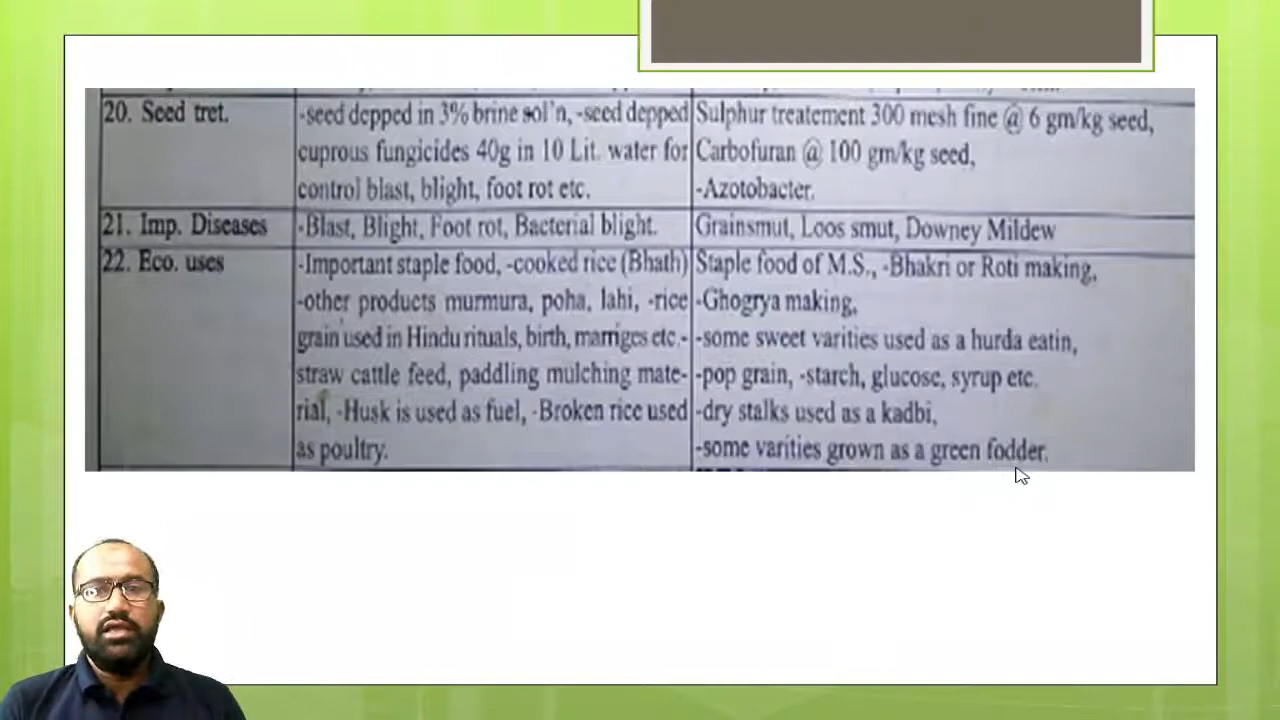 20. Seed tret.
-seed depped in 3% brine sol'n, -seed depped
cuprous fungicides 40g in 10 Lit. water for
control blast, blight, foot rot etc.
Sulphur treatement 300 mesh fine @ 6 gm/kg seed,
Carbofuran @ 100 gm/kg seed,
-Azotobacter.
21. Imp. Diseases
-Blast, Blight, Foot rot, Bacterial blight.
Grainsmut, Loos smut, Downey Mildew
22. Eco. uses
-Important staple food, -cooked rice (Bhath)
-other products murmura, poha, lahi, -rice
grain used in Hindu rituals, birth, marriges etc.-
straw cattle feed, paddling mulching mate-
rial, -Husk is used as fuel, -Broken rice used
as poultry.
Staple food of M.S., -Bhakri or Roti making,
-Ghogrya making,
-some sweet varities used as a hurda eatin,
-pop grain, -starch, glucose, syrup etc.
-dry stalks used as a kadbi,
-some varities grown as a green fodder.